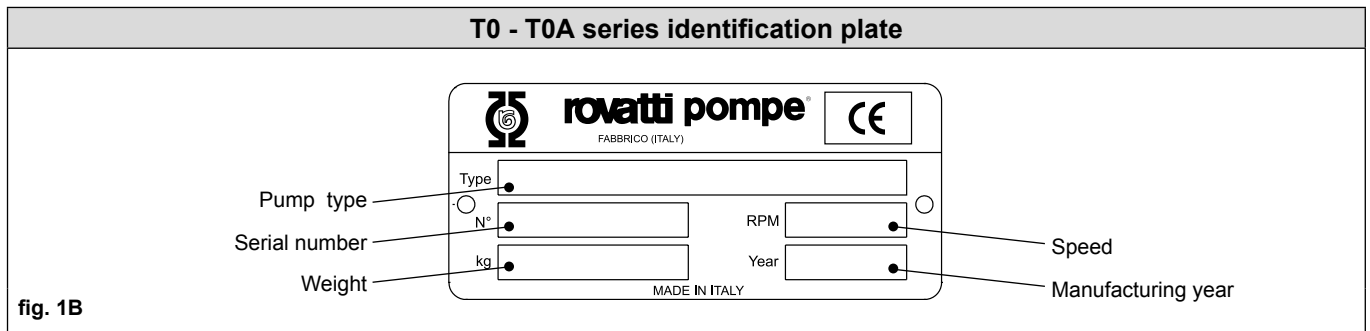 T0 - T0A series identification plate
rovatti pompe®
CE
FABBRICO (ITALY)
Type
Pump type
N°
RPM
Serial number
Speed
kg
Year
Weight
Manufacturing year
MADE IN ITALY
fig. 1B